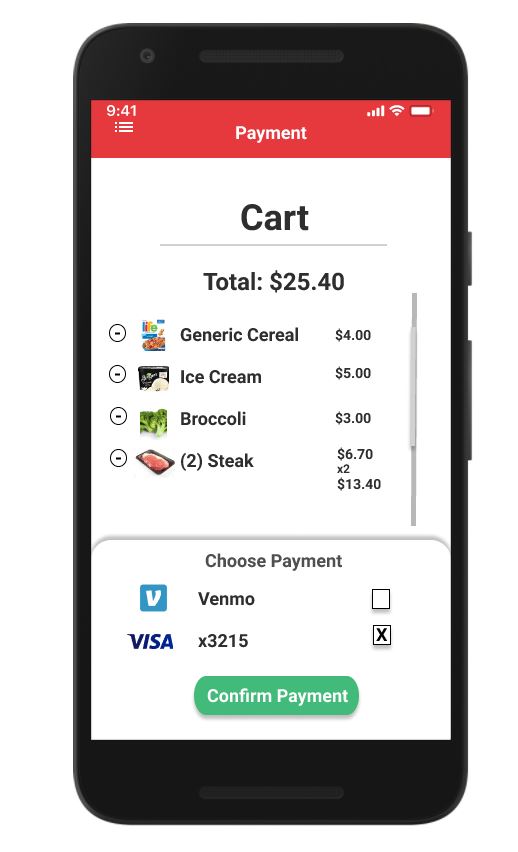 9:41
Payment
Cart
Total: $25.40
life
Generic Cereal $4.00
Ice Cream $5.00
Broccoli $3.00
(2) Steak $6.70
x2
$13.40
Choose Payment
Venmo
VISA x3215 X
Confirm Payment